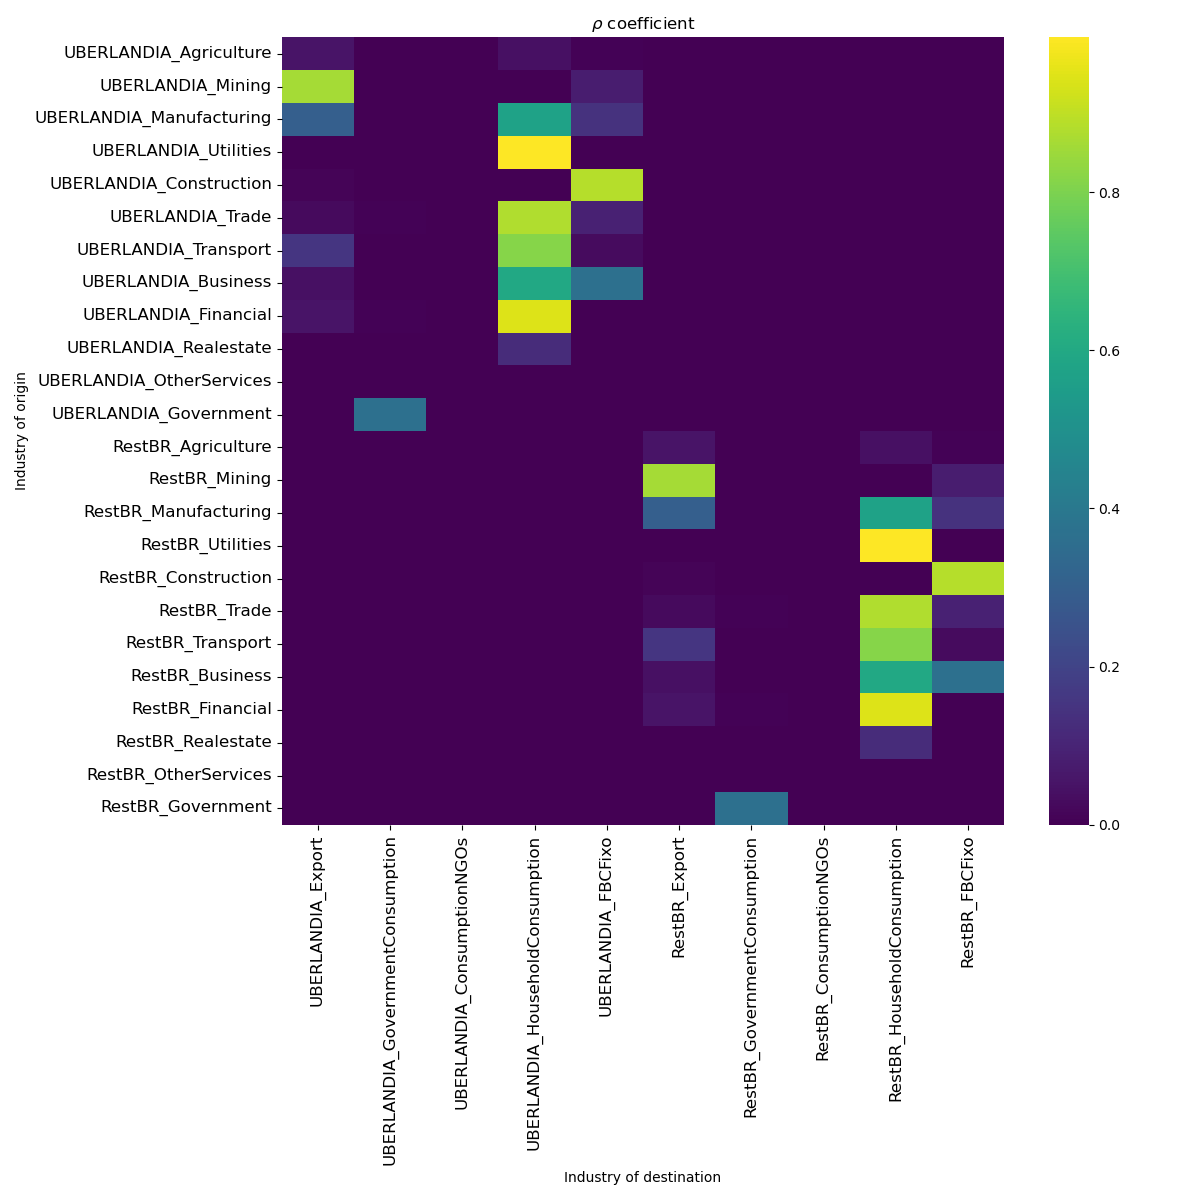 ρ coefficient
UBERLANDIA_Agriculture
UBERLANDIA_Mining
UBERLANDIA_Manufacturing
UBERLANDIA_Utilities
UBERLANDIA_Construction
UBERLANDIA_Trade
UBERLANDIA_Transport
UBERLANDIA_Business
UBERLANDIA_Financial
UBERLANDIA_Realestate
UBERLANDIA_OtherServices
UBERLANDIA_Government
RestBR_Agriculture
RestBR_Mining
RestBR_Manufacturing
RestBR_Utilities
RestBR_Construction
RestBR_Trade
RestBR_Transport
RestBR_Business
RestBR_Financial
RestBR_Realestate
RestBR_OtherServices
RestBR_Government
Industry of origin
UBERLANDIA_Export
UBERLANDIA_GovernmentConsumption
UBERLANDIA_ConsumptionNGOs
UBERLANDIA_HouseholdConsumption
UBERLANDIA_FBCFixo
RestBR_Export
RestBR_GovernmentConsumption
RestBR_ConsumptionNGOs
RestBR_HouseholdConsumption
RestBR_FBCFixo
Industry of destination
0.8
0.6
0.4
0.2
0.0